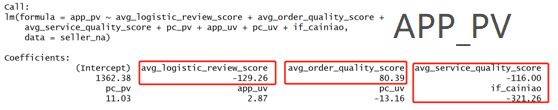 Call:
lm(formula = app_pv ~ avg_logistic_review_score + avg_order_quality_score +
avg_service_quality_score + pc_pv + app_uv + pc_uv + if_cainiao,
data = seller_na)
APP_PV
Coefficients:
(Intercept) avg_logistic_review_score avg_order_quality_score avg_service_quality_score
1362.38 -129.26 80.39 -116.00
pc_pv app_uv pc_uv if_cainiao
11.03 2.87 -13.16 -321.26